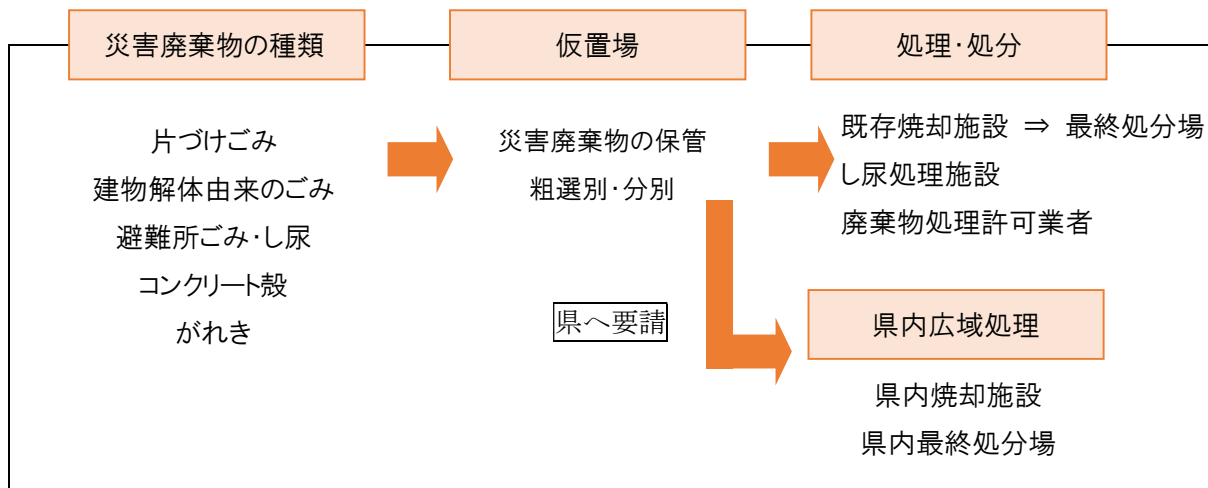 災害廃棄物の種類
仮置場
処理・処分
片づけごみ
建物解体由来のごみ
避難所ごみ・し尿
コンクリート殻
がれき
災害廃棄物の保管
粗選別・分別
県へ要請
既存焼却施設 ⇒ 最終処分場
し尿処理施設
廃棄物処理許可業者
県内広域処理
県内焼却施設
県内最終処分場